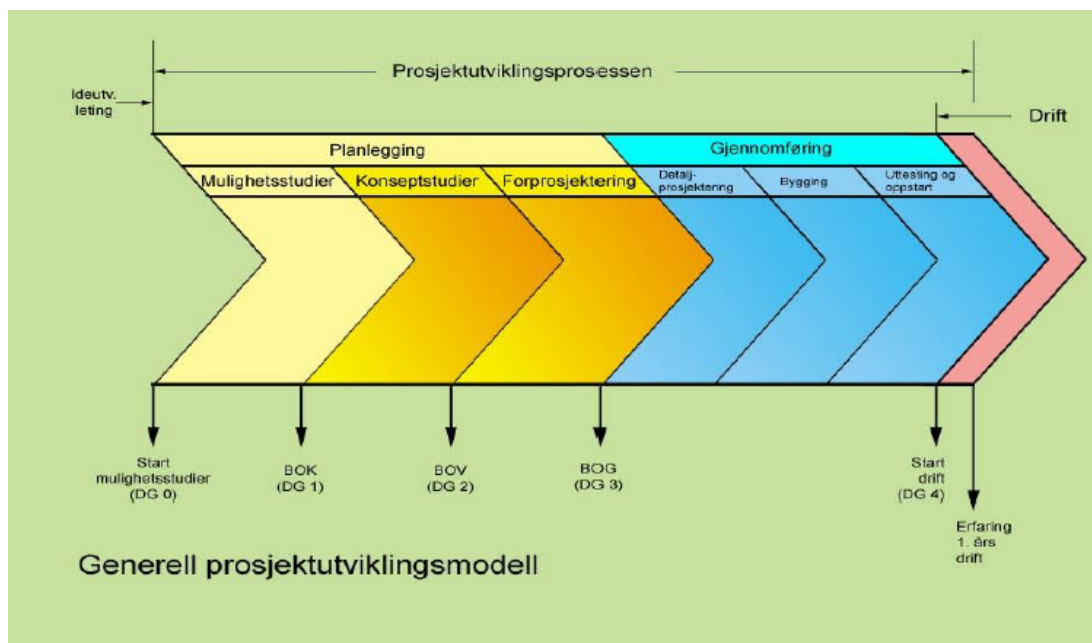 Prosjektutviklingsprosessen
Ideutv.
leting
Drift
Planlegging
Gjennomføring
Mulighetsstudier
Konseptstudier
Forprosjektering
Detalj-
prosjektering
Bygging
Uttesting og
oppstart
Start
mulighetsstudier
(DG 0)
BOK
(DG 1)
BOV
(DG 2)
BOG
(DG 3)
Start
drift
(DG 4)
Erfaring
1. års
drift
Generell prosjektutviklingsmodell